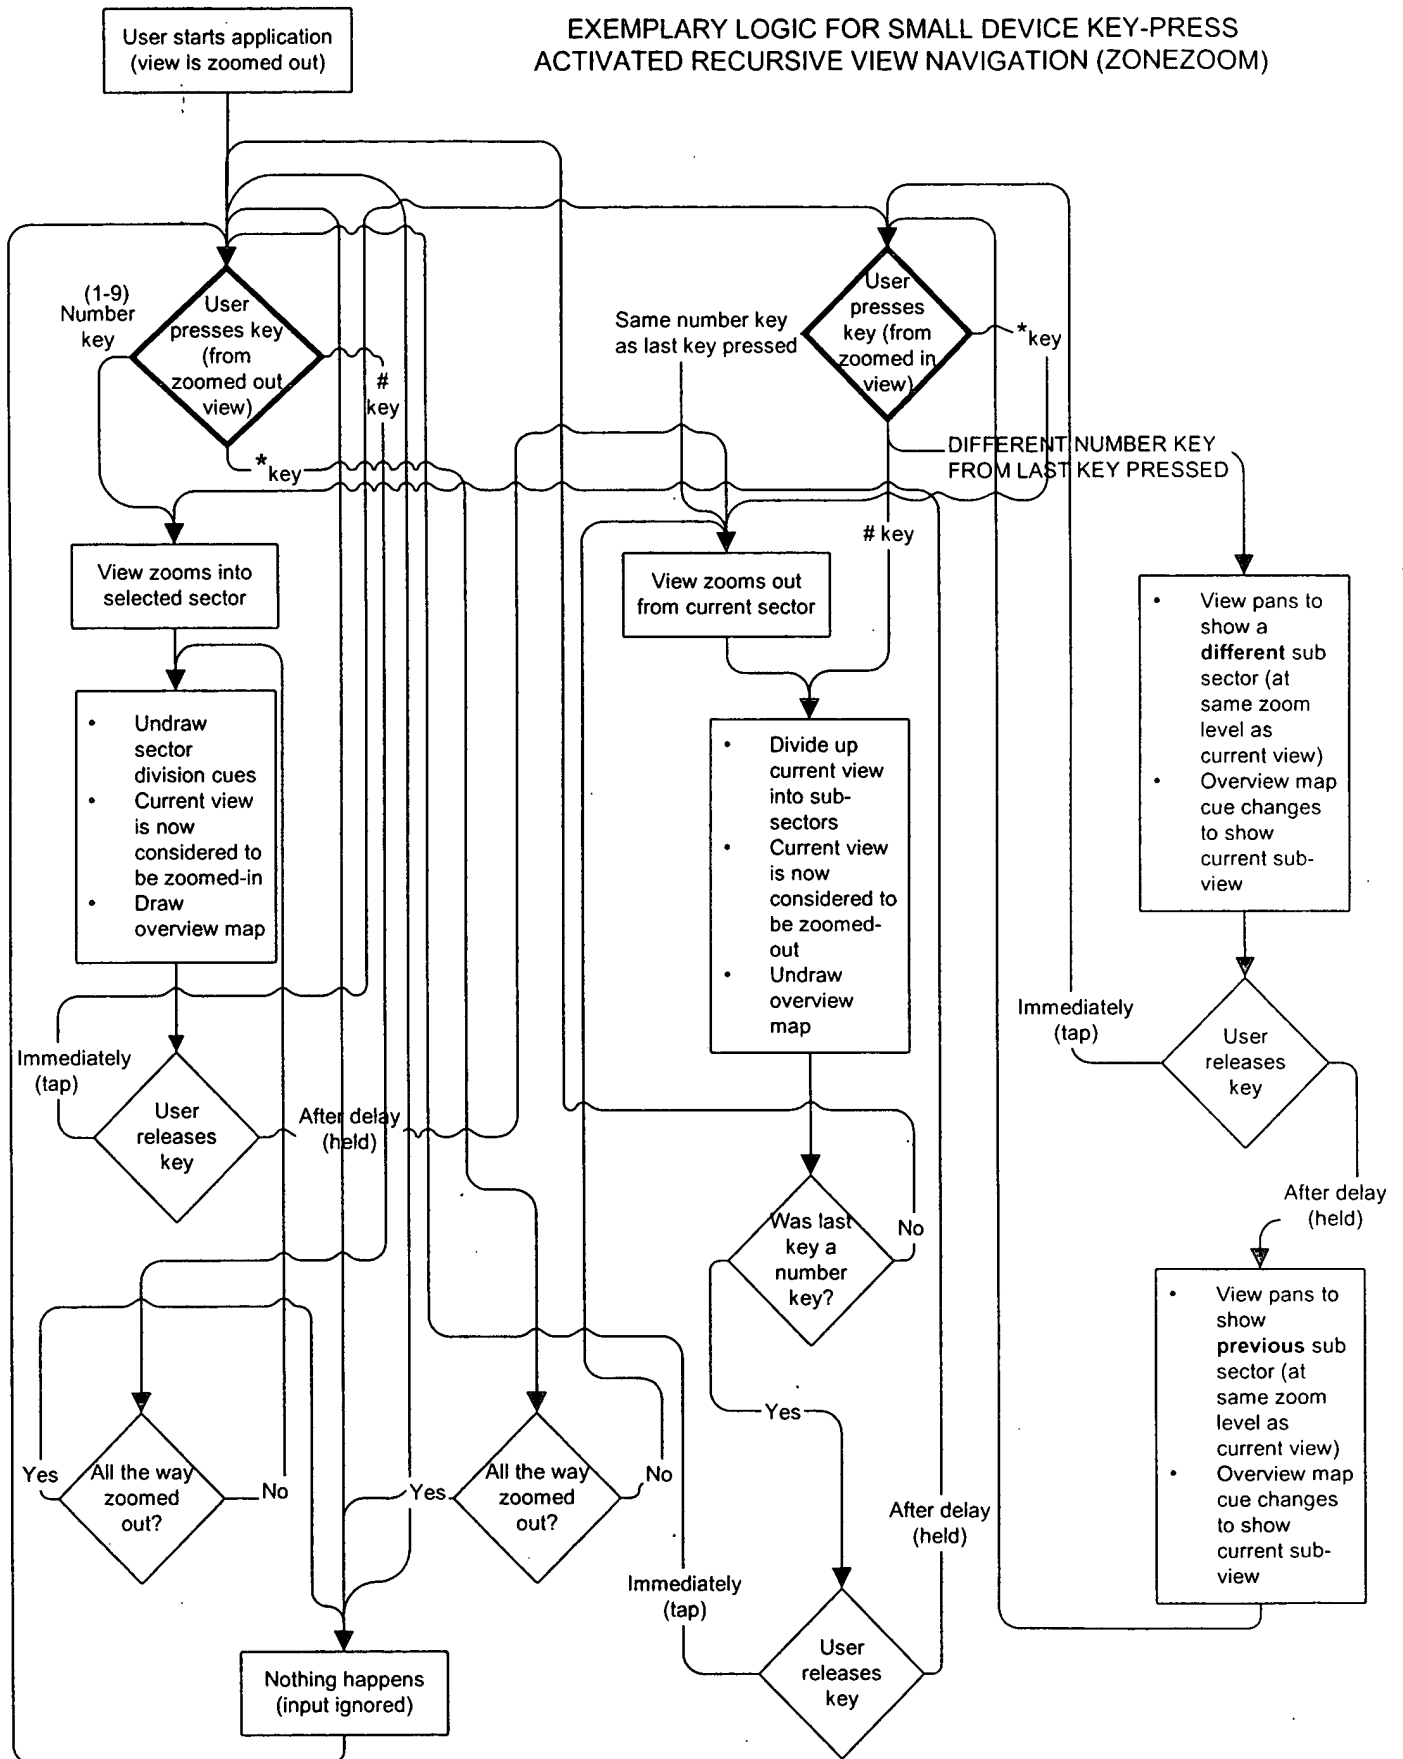 EXEMPLARY LOGIC FOR SMALL DEVICE KEY-PRESS
ACTIVATED RECURSIVE VIEW NAVIGATION (ZONEZOOM)
User starts application
(view is zoomed out)
(1-9)
Number
key
User
presses key
(from
zoomed out
view)
#
key
*key
Same number key
as last key pressed
User
presses
key (from
zoomed in
view)
*key
DIFFERENT NUMBER KEY
FROM LAST KEY PRESSED
# key
View zooms into
selected sector
View zooms out
from current sector
• Undraw
sector
division cues
• Current view
is now
considered to
be zoomed-in
• Draw
overview map
• Divide up
current view
into sub-
sectors
• Current view
is now
considered to
be zoomed-
out
• Undraw
overview
map
• View pans to
show a
different sub
sector (at
same zoom
level as
current view)
• Overview map
cue changes
to show
current sub-
view
Immediately
(tap)
User
releases
key
After delay
(held)
Immediately
(tap)
User
releases
key
After delay
(held)
Was last
key a
number
key?
No
Yes
• View pans to
show
previous sub
sector (at
same zoom
level as
current view)
• Overview map
cue changes
to show
current sub-
view
Yes
All the way
zoomed
out?
No
Yes
All the way
zoomed
out?
No
Immediately
(tap)
User
releases
key
After delay
(held)
Nothing happens
(input ignored)